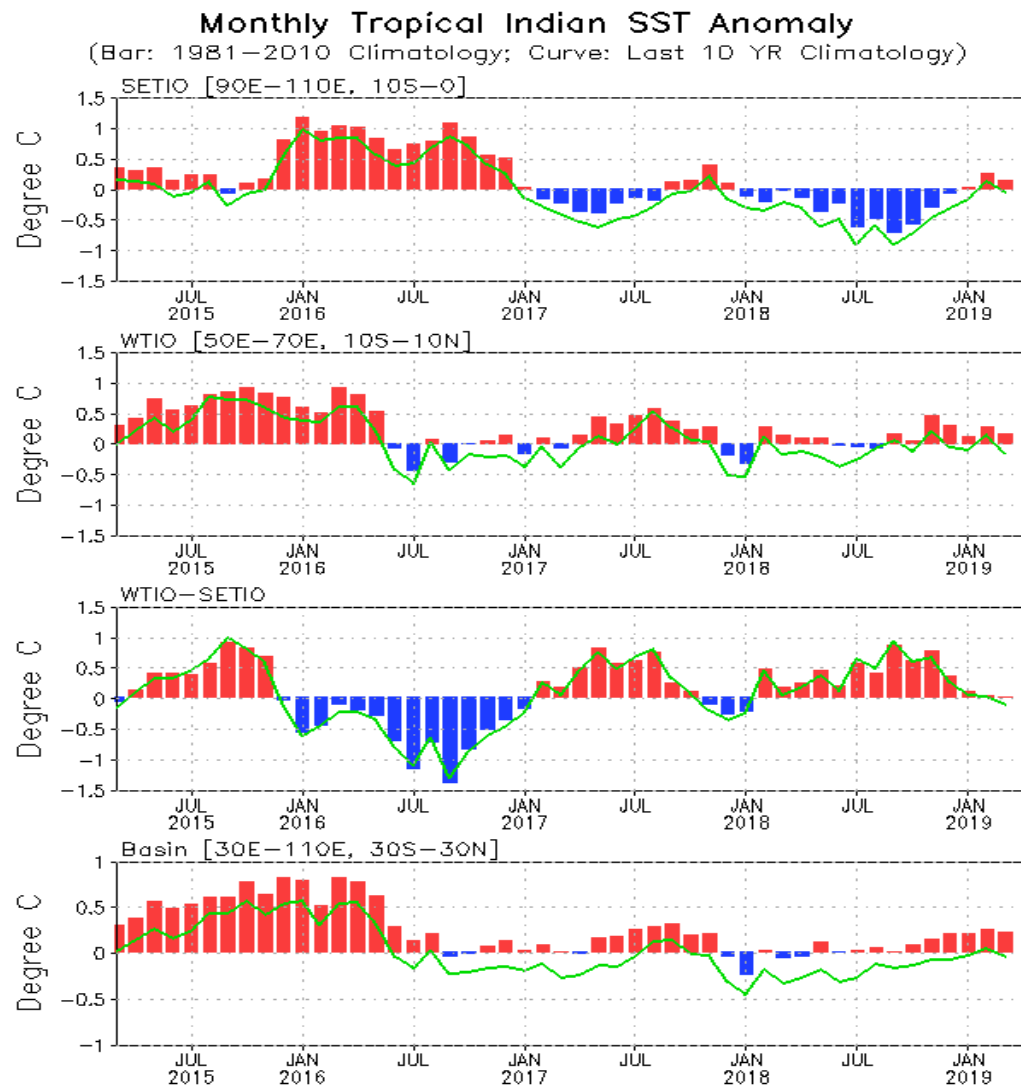 Monthly Tropical Indian SST Anomaly
(Bar: 1981-2010 Climatology; Curve: Last 10 YR Climatology)
SETIO [90E-110E, 10S-0]
Degree C
1.5
1
0.5
0
-0.5
-1
-1.5
JUL JAN JUL JAN JUL JAN JUL JAN
2015 2016 2017 2018 2019
WTIO [50E-70E, 10S-10N]
Degree C
1.5
1
0.5
0
-0.5
-1
-1.5
JUL JAN JUL JAN JUL JAN JUL JAN
2015 2016 2017 2018 2019
WTIO-SETIO
Degree C
1.5
1
0.5
0
-0.5
-1
-1.5
JUL JAN JUL JAN JUL JAN JUL JAN
2015 2016 2017 2018 2019
Basin [30E-110E, 30S-30N]
Degree C
1
0.5
0
-0.5
-1
JUL JAN JUL JAN JUL JAN JUL JAN
2015 2016 2017 2018 2019